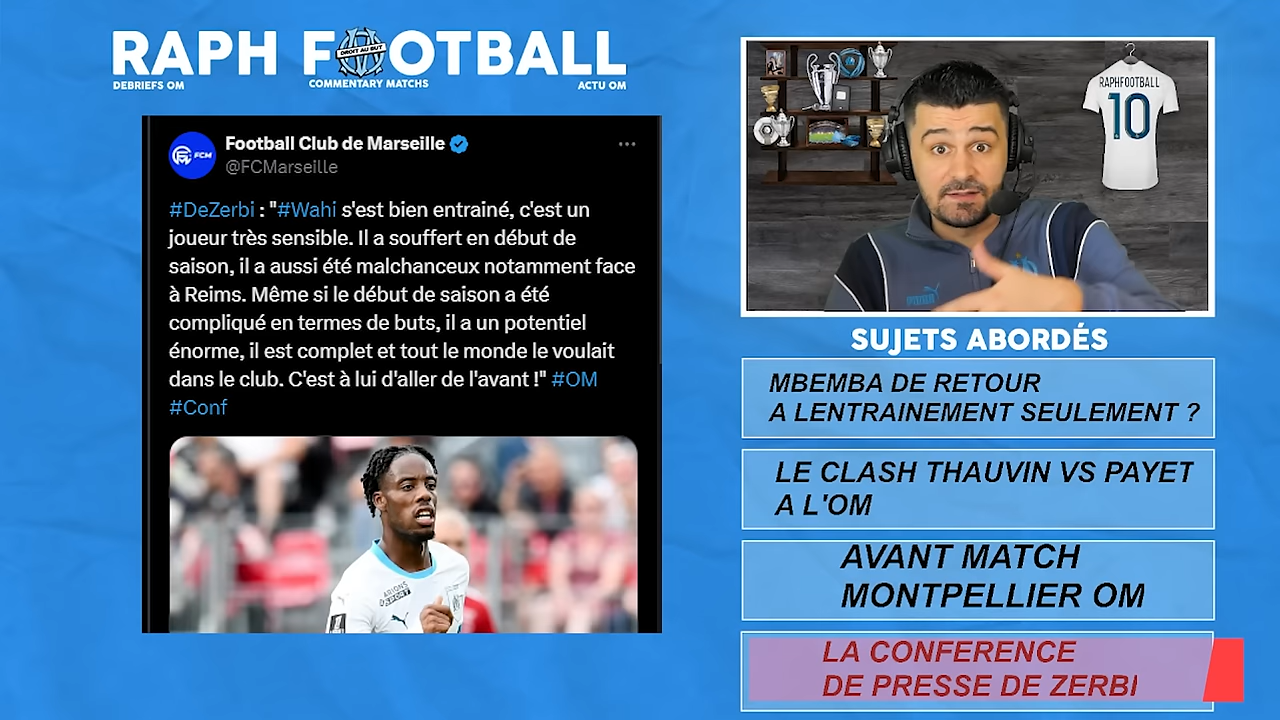 RAPH FOOTBALL
DROIT AU BUT
DEBRIEFS OM
COMMENTARY MATCHS
ACTU OM
Football Club de Marseille
@FCMarseille
FCM
#DeZerbi : "#Wahi s'est bien entrainé, c'est un
joueur très sensible. Il a souffert en début de
saison, il a aussi été malchanceux notamment face
à Reims. Même si le début de saison a été
compliqué en termes de buts, il a un potentiel
énorme, il est complet et tout le monde le voulait
dans le club. C'est à lui d'aller de l'avant !" #OM
#Conf
RAPHFOOTBALL
10
PUMA
SUJETS ABORDÉS
MBEMBA DE RETOUR
A LENTRAINEMENT SEULEMENT ?
LE CLASH THAUVIN VS PAYET
A L'OM
AVANT MATCH
MONTPELLIER OM
LA CONFERENCE
DE PRESSE DE ZERBI